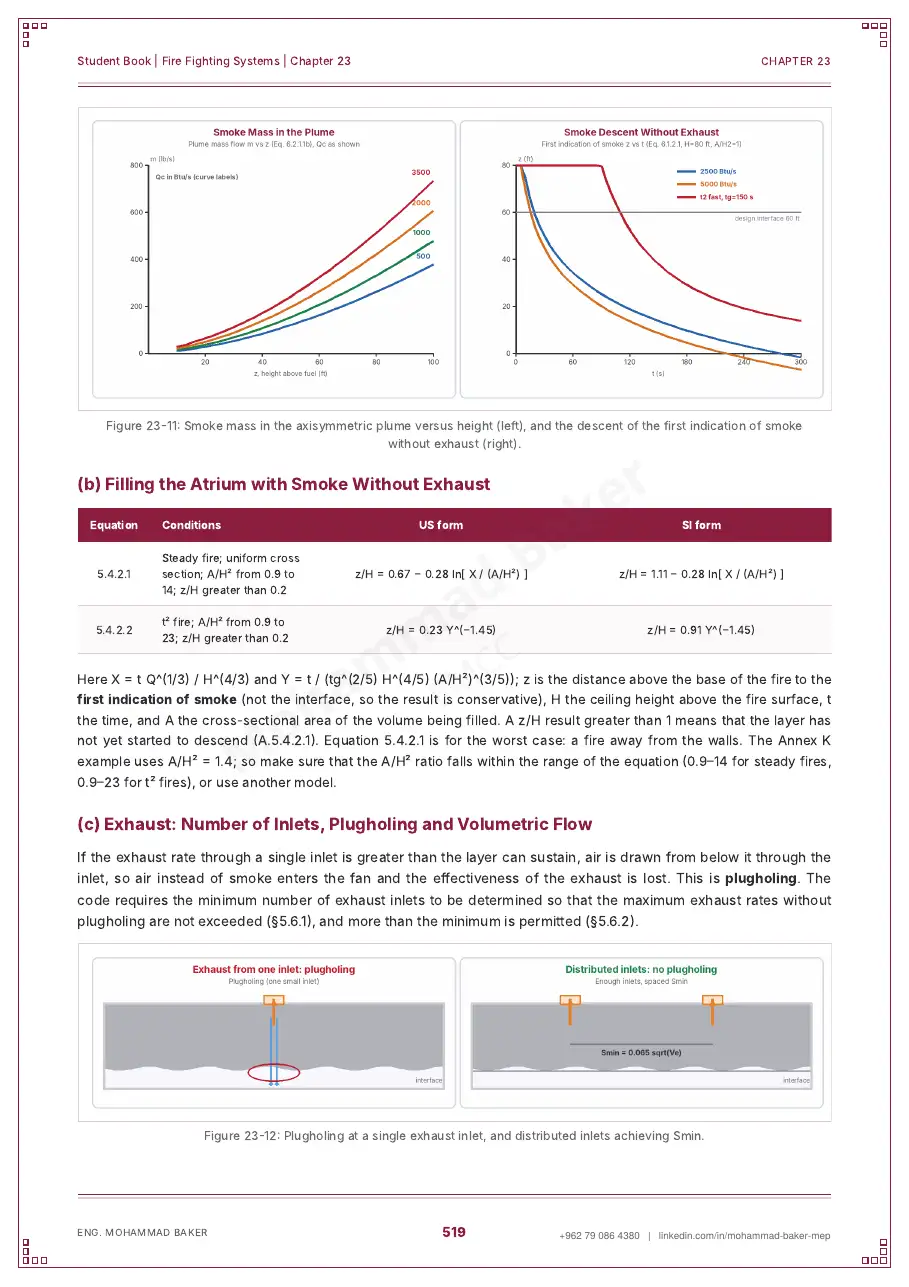 Student Book | Fire Fighting Systems | Chapter 23
CHAPTER 23
Smoke Mass in the Plume
Plume mass flow m vs z (Eq. 6.2.1.1b), Qc as shown
m (lb/s)
800
Qc in Btu/s (curve labels)
3500
2000
600
1000
500
400
200
0
20
40
60
80
100
z, height above fuel (ft)
Smoke Descent Without Exhaust
First indication of smoke z vs t (Eq. 6.1.2.1, H=80 ft, A/H2=1)
z (ft)
80
2500 Btu/s
5000 Btu/s
t2 fast, tg=150 s
60
design interface 60 ft
40
20
0
0
60
120
180
240
300
t (s)
Figure 23-11: Smoke mass in the axisymmetric plume versus height (left), and the descent of the first indication of smoke
without exhaust (right).
(b) Filling the Atrium with Smoke Without Exhaust
Equation
Conditions
US form
SI form
5.4.2.1
Steady fire; uniform cross
section; A/H² from 0.9 to
14; z/H greater than 0.2
z/H = 0.67 − 0.28 ln[ X / (A/H²) ]
z/H = 1.11 − 0.28 ln[ X / (A/H²) ]
5.4.2.2
t² fire; A/H² from 0.9 to
23; z/H greater than 0.2
z/H = 0.23 Y^(−1.45)
z/H = 0.91 Y^(−1.45)
Here X = t Q^(1/3) / H^(4/3) and Y = t / (tg^(2/5) H^(4/5) (A/H²)^(3/5)); z is the distance above the base of the fire to the
first indication of smoke (not the interface, so the result is conservative), H the ceiling height above the fire surface, t
the time, and A the cross-sectional area of the volume being filled. A z/H result greater than 1 means that the layer has
not yet started to descend (A.5.4.2.1). Equation 5.4.2.1 is for the worst case: a fire away from the walls. The Annex K
example uses A/H² = 1.4; so make sure that the A/H² ratio falls within the range of the equation (0.9–14 for steady fires,
0.9–23 for t² fires), or use another model.
(c) Exhaust: Number of Inlets, Plugholing and Volumetric Flow
If the exhaust rate through a single inlet is greater than the layer can sustain, air is drawn from below it through the
inlet, so air instead of smoke enters the fan and the effectiveness of the exhaust is lost. This is plugholing. The
code requires the minimum number of exhaust inlets to be determined so that the maximum exhaust rates without
plugholing are not exceeded (§5.6.1), and more than the minimum is permitted (§5.6.2).
Exhaust from one inlet: plugholing
Plugholing (one small inlet)
interface
Distributed inlets: no plugholing
Enough inlets, spaced Smin
Smin = 0.065 sqrt(Ve)
interface
Figure 23-12: Plugholing at a single exhaust inlet, and distributed inlets achieving Smin.
ENG. MOHAMMAD BAKER
519
+962 79 086 4380 | linkedin.com/in/mohammad-baker-mep